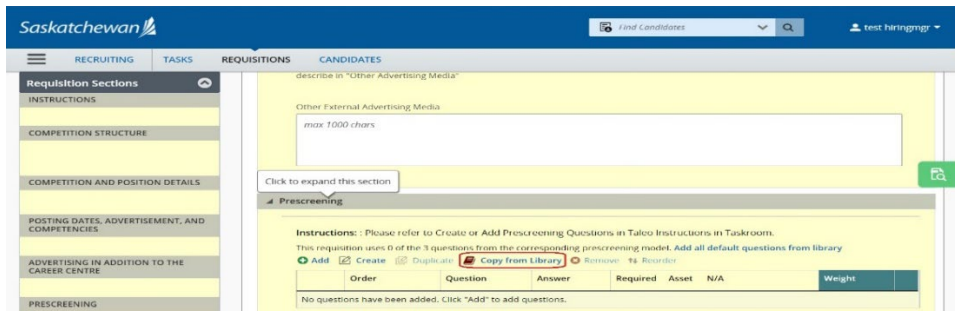 Saskatchewan
Find Candidates
test hiringmgr
RECRUITING TASKS REQUISITIONS CANDIDATES
Requisition Sections
INSTRUCTIONS
COMPETITION STRUCTURE
COMPETITION AND POSITION DETAILS
POSTING DATES, ADVERTISEMENT, AND
COMPETENCIES
ADVERTISING IN ADDITION TO THE
CAREER CENTRE
PRESCREENING
describe in "Other Advertising Media"
Other External Advertising Media
max 1000 chars
Click to expand this section
Prescreening
Instructions: : Please refer to Create or Add Prescreening Questions in Taleo Instructions in Taskroom.
This requisition uses 0 of the 3 questions from the corresponding prescreening model. Add all default questions from library
Add Create Duplicate Copy from Library Remove Reorder
Order Question Answer Required Asset N/A Weight
No questions have been added. Click "Add" to add questions.